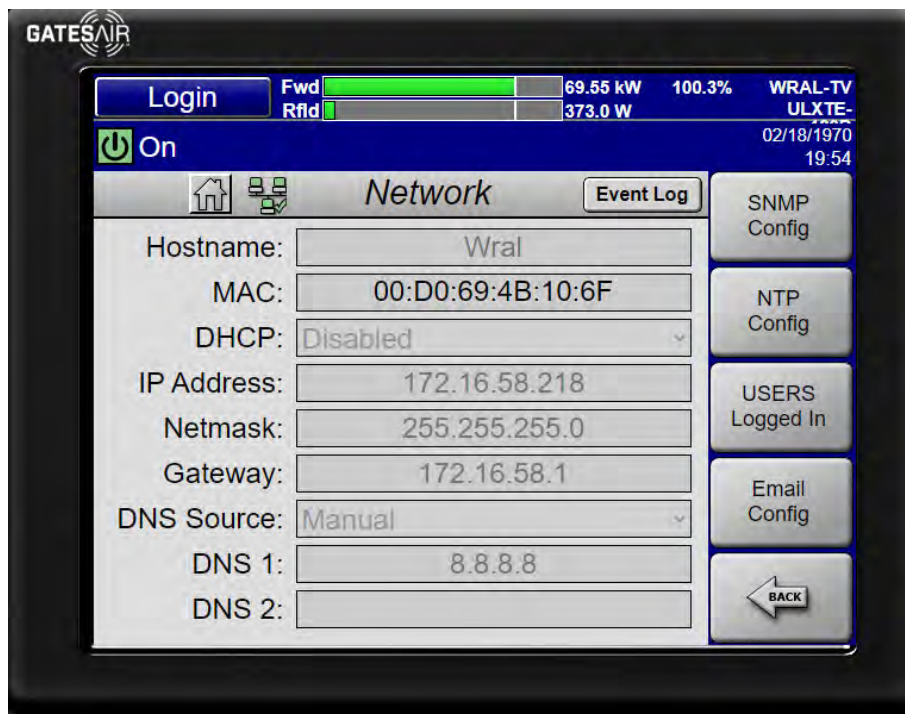 GATESAIR
Login
Fwd 69.55 kW 100.3% WRAL-TV
Rfld 373.0 W ULXTE-
On
02/18/1970
19:54
Network
Event Log
Hostname: Wral
MAC: 00:D0:69:4B:10:6F
DHCP: Disabled
IP Address: 172.16.58.218
Netmask: 255.255.255.0
Gateway: 172.16.58.1
DNS Source: Manual
DNS 1: 8.8.8.8
DNS 2:
SNMP
Config
NTP
Config
USERS
Logged In
Email
Config
BACK